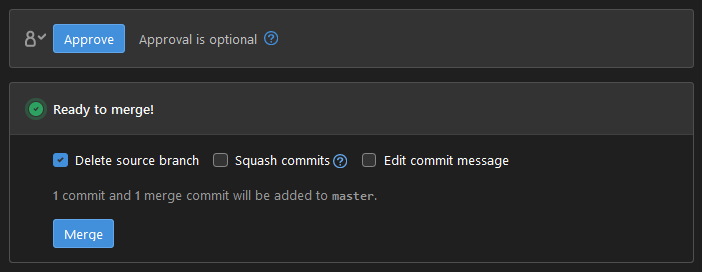 Approve Approval is optional ?
Ready to merge!
Delete source branch Squash commits ? Edit commit message
1 commit and 1 merge commit will be added to master.
Merge